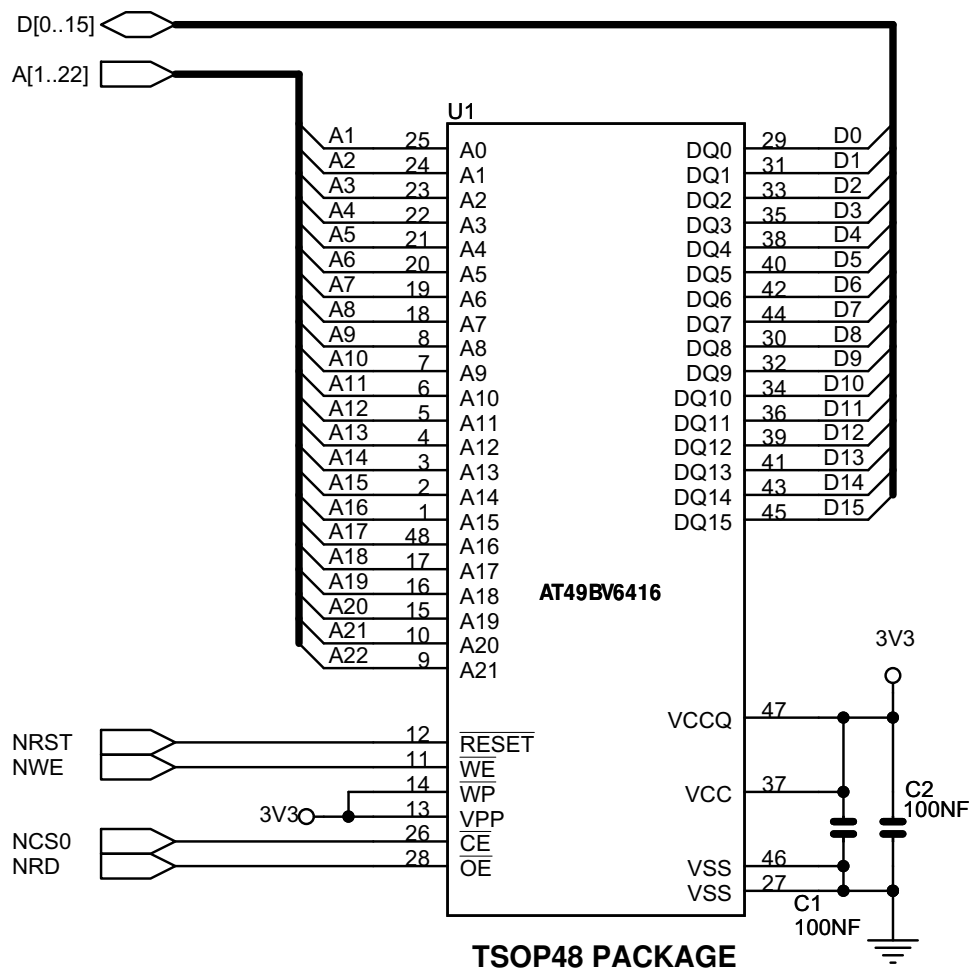 D[0..15]
A[1..22]
U1
A1 25 A0 DQ0 29 D0
A2 24 A1 DQ1 31 D1
A3 23 A2 DQ2 33 D2
A4 22 A3 DQ3 35 D3
A5 21 A4 DQ4 38 D4
A6 20 A5 DQ5 40 D5
A7 19 A6 DQ6 42 D6
A8 18 A7 DQ7 44 D7
A9 8 A8 DQ8 30 D8
A10 7 A9 DQ9 32 D9
A11 6 A10 DQ10 34 D10
A12 5 A11 DQ11 36 D11
A13 4 A12 DQ12 39 D12
A14 3 A13 DQ13 41 D13
A15 2 A14 DQ14 43 D14
A16 1 A15 DQ15 45 D15
A17 48 A16
A18 17 A17
A19 16 A18
A20 15 A19
A21 10 A20
A22 9 A21
AT49BV6416
3V3
VCCQ 47
NRST 12 RESET
NWE 11 WE
14 WP VCC 37
3V3 13 VPP
C2
100NF
NCS0 26 CE
NRD 28 OE
VSS 46
VSS 27
C1
100NF
TSOP48 PACKAGE